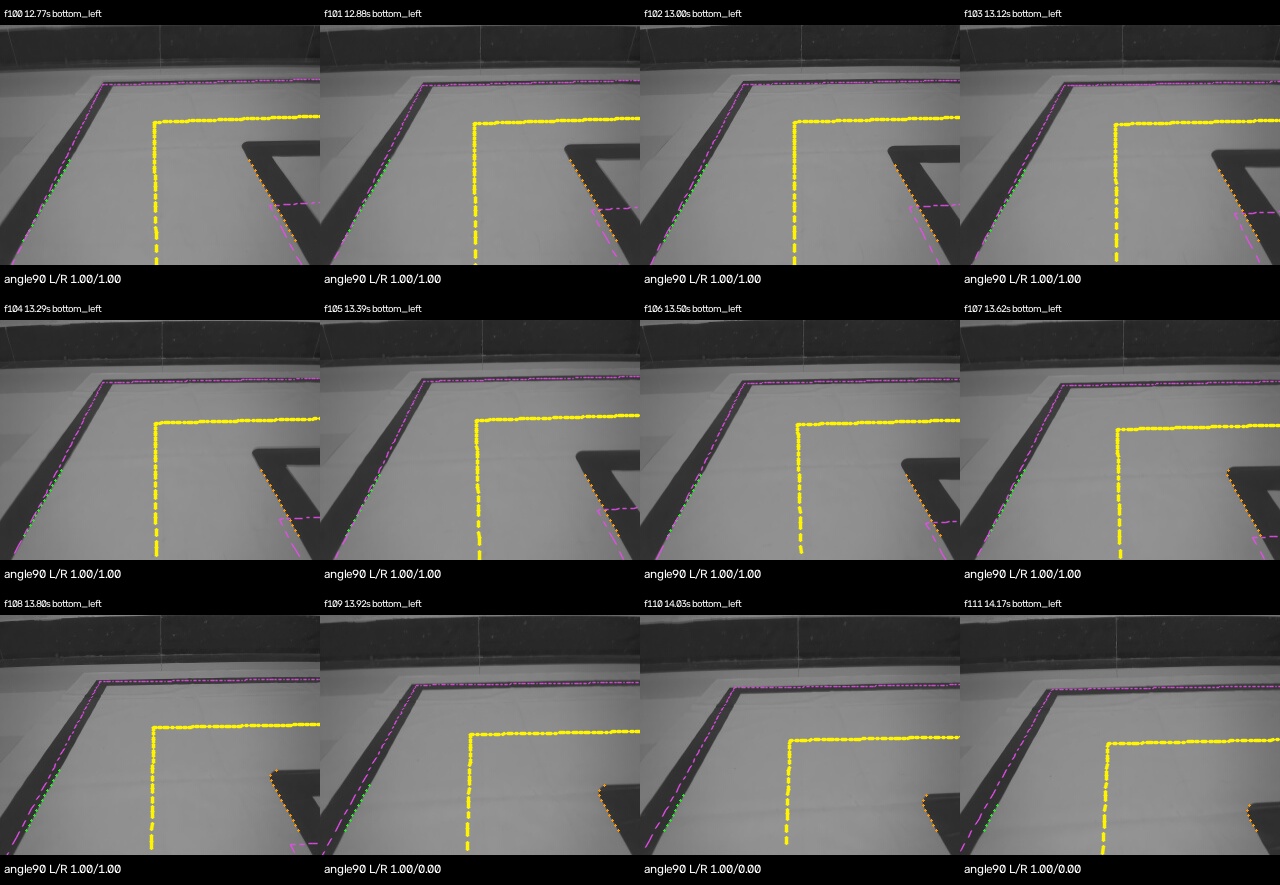 f100 12.77s bottom_left
f101 12.88s bottom_left
f102 13.00s bottom_left
f103 13.12s bottom_left
angle90 L/R 1.00/1.00
angle90 L/R 1.00/1.00
angle90 L/R 1.00/1.00
angle90 L/R 1.00/1.00
f104 13.29s bottom_left
f105 13.39s bottom_left
f106 13.50s bottom_left
f107 13.62s bottom_left
angle90 L/R 1.00/1.00
angle90 L/R 1.00/1.00
angle90 L/R 1.00/1.00
angle90 L/R 1.00/1.00
f108 13.80s bottom_left
f109 13.92s bottom_left
f110 14.03s bottom_left
f111 14.17s bottom_left
angle90 L/R 1.00/1.00
angle90 L/R 1.00/0.00
angle90 L/R 1.00/0.00
angle90 L/R 1.00/0.00